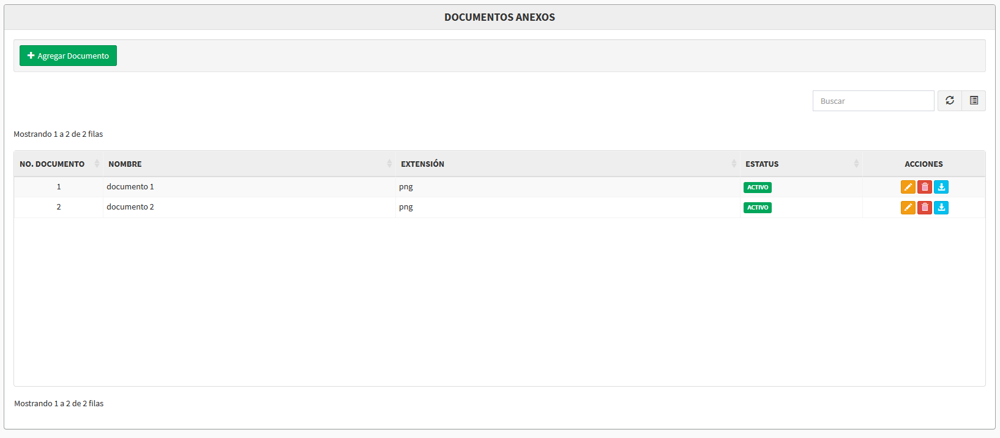 DOCUMENTOS ANEXOS
Agregar Documento
Buscar
Mostrando 1 a 2 de 2 filas
NO. DOCUMENTO NOMBRE EXTENSIÓN ESTATUS ACCIONES
1 documento 1 png ACTIVO
2 documento 2 png ACTIVO
Mostrando 1 a 2 de 2 filas